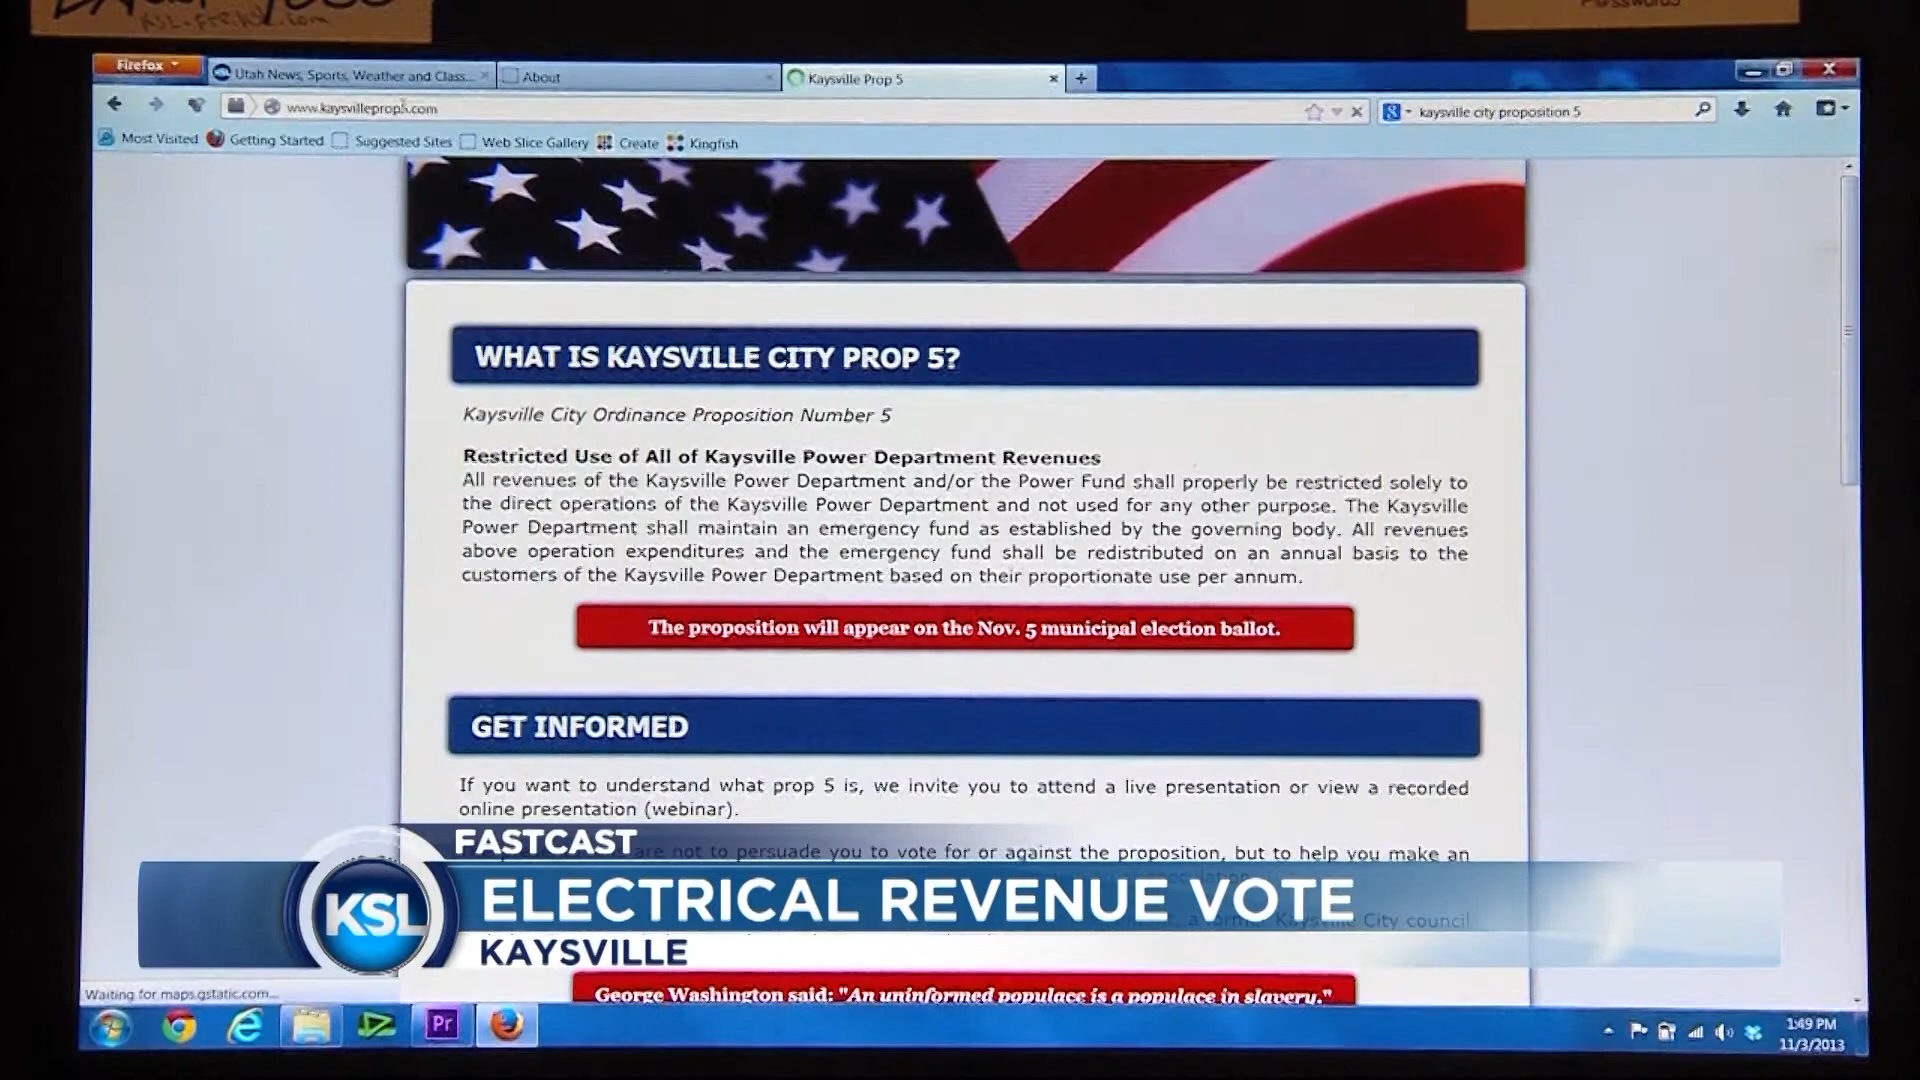 KSL-
.com
Passwords
Firefox
Utah News, Sports, Weather and Class...
About
Kaysville Prop 5
www.kaysvilleprop5.com
kaysville city proposition 5
Most Visited
Getting Started
Suggested Sites
Web Slice Gallery
Create
Kingfish
WHAT IS KAYSVILLE CITY PROP 5?
Kaysville City Ordinance Proposition Number 5
Restricted Use of All of Kaysville Power Department Revenues
All revenues of the Kaysville Power Department and/or the Power Fund shall properly be restricted solely to
the direct operations of the Kaysville Power Department and not used for any other purpose. The Kaysville
Power Department shall maintain an emergency fund as established by the governing body. All revenues
above operation expenditures and the emergency fund shall be redistributed on an annual basis to the
customers of the Kaysville Power Department based on their proportionate use per annum.
The proposition will appear on the Nov. 5 municipal election ballot.
GET INFORMED
If you want to understand what prop 5 is, we invite you to attend a live presentation or view a recorded
online presentation (webinar).
are not to persuade you to vote for or against the proposition, but to help you make an
a former Kaysville City council
FASTCAST
KSL
ELECTRICAL REVENUE VOTE
KAYSVILLE
George Washington said: "An uninformed populace is a populace in slavery."
Waiting for maps.gstatic.com...
Pr
1:49 PM
11/3/2013